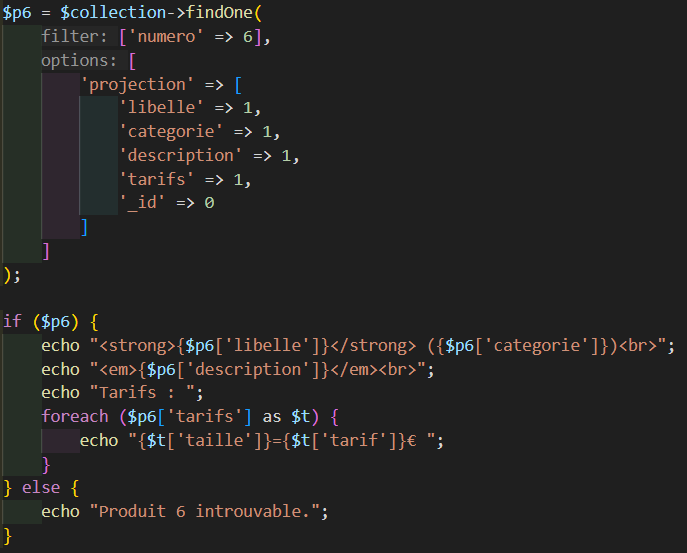 $p6 = $collection->findOne(
    filter: ['numero' => 6],
    options: [
        'projection' => [
            'libelle' => 1,
            'categorie' => 1,
            'description' => 1,
            'tarifs' => 1,
            '_id' => 0
        ]
    ]
);

if ($p6) {
    echo "<strong>{$p6['libelle']}</strong> ({$p6['categorie']})<br>";
    echo "<em>{$p6['description']}</em><br>";
    echo "Tarifs : ";
    foreach ($p6['tarifs'] as $t) {
        echo "{$t['taille']}={$t['tarif']}€ ";
    }
} else {
    echo "Produit 6 introuvable.";
}